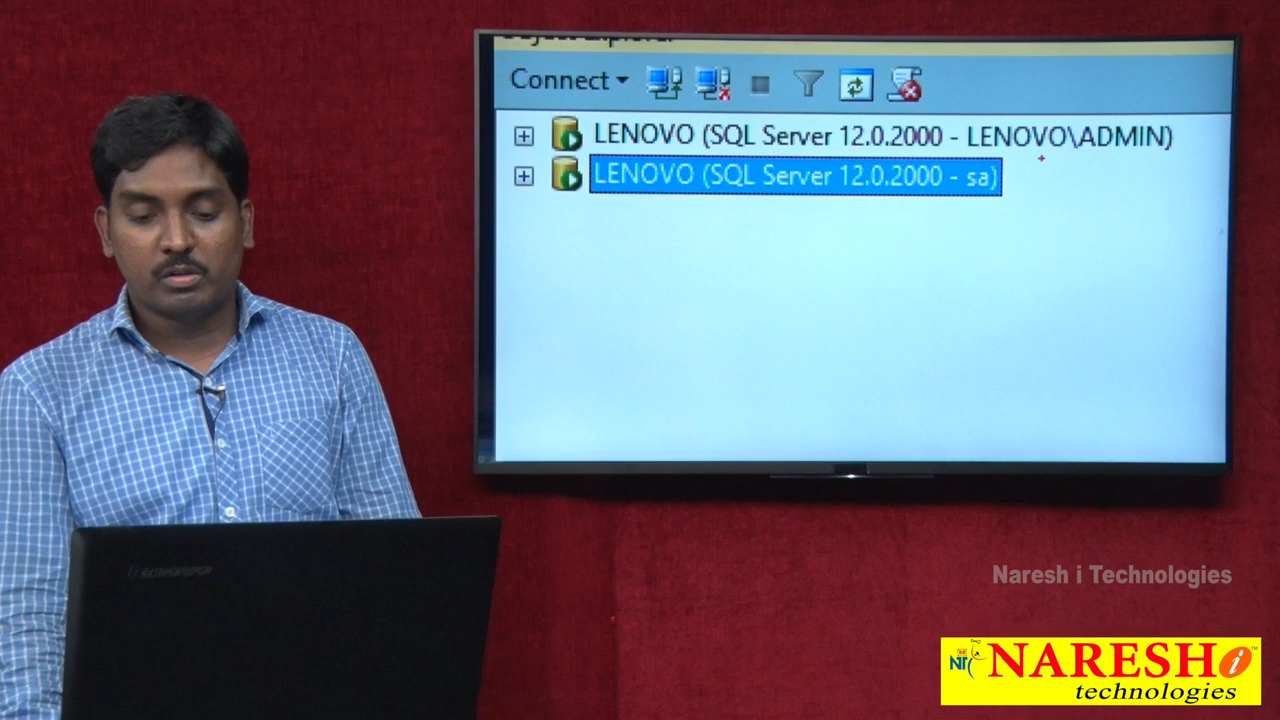 Connect
LENOVO (SQL Server 12.0.2000 - LENOVO\ADMIN)
LENOVO (SQL Server 12.0.2000 - sa)
Naresh i Technologies
NARESH i
technologies